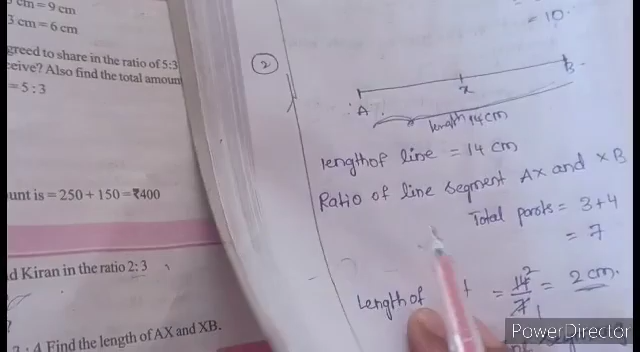 cm = 9 cm
3 cm = 6 cm
greed to share in the ratio of 5:3
ceive? Also find the total amoun
= 5 : 3
unt is = 250 + 150 = ₹400
d Kiran in the ratio 2:3
?
: 4 Find the length of AX and XB.
= 10
2
A x B
length 14 cm
length of line = 14 cm
Ratio of line segment AX and XB
Total parts = 3+4
= 7
Length of = 14/7 2/1 = 2 cm.
PowerDirector